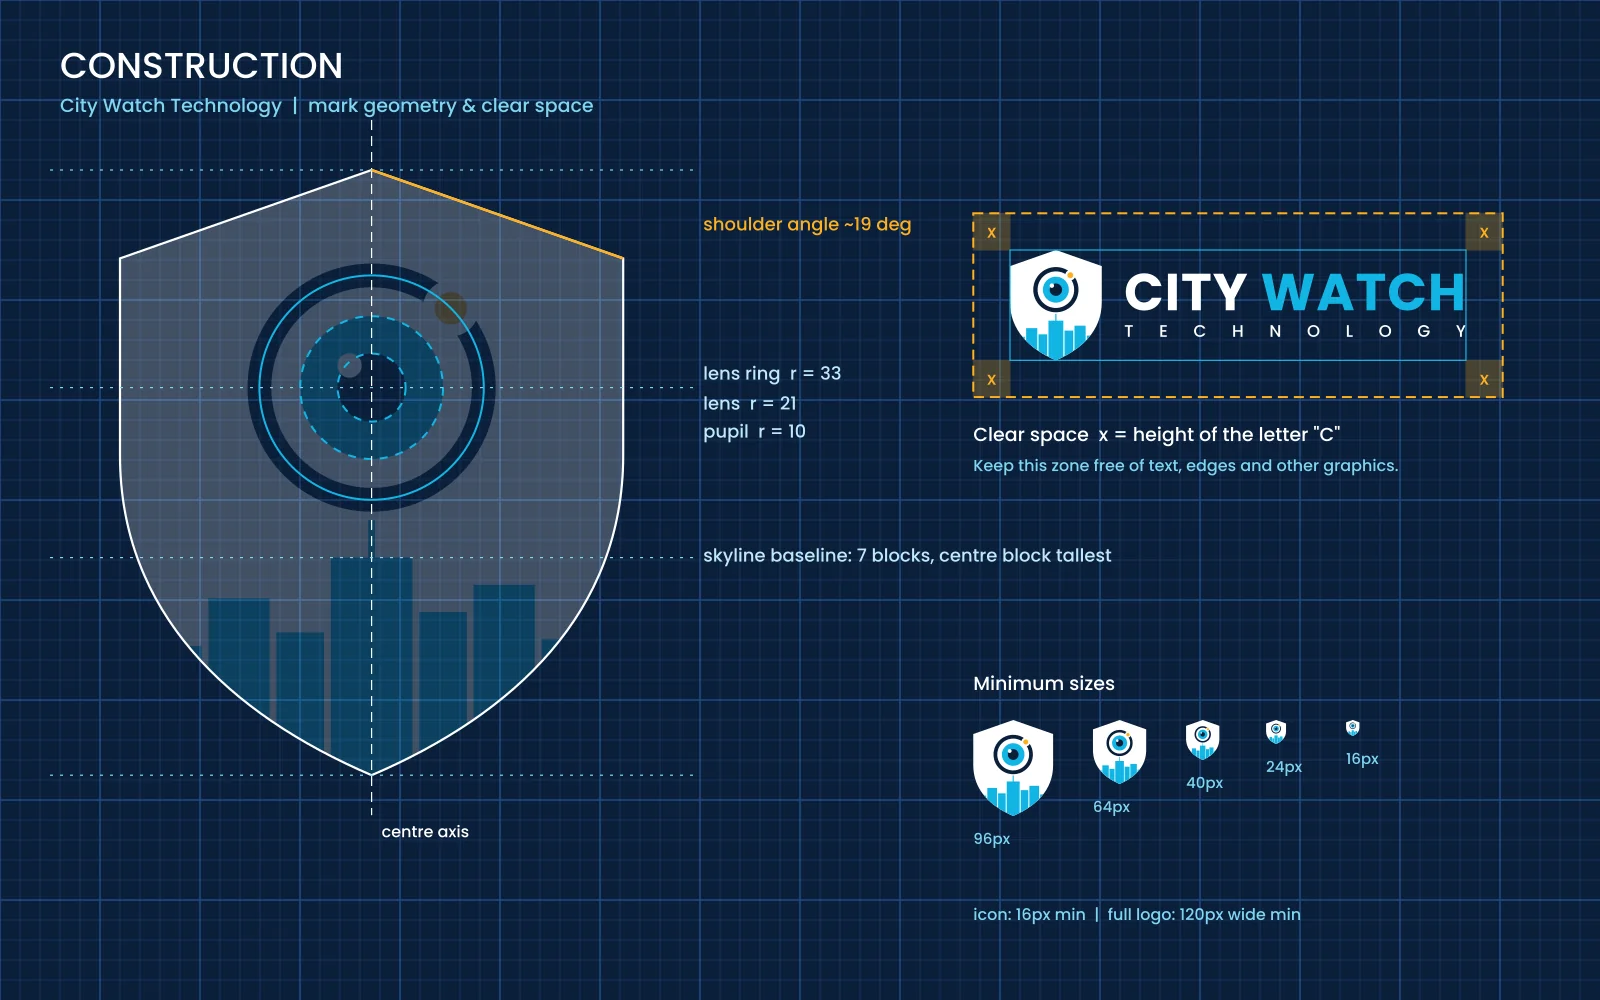 CONSTRUCTION
City Watch Technology | mark geometry & clear space
shoulder angle ~19 deg
lens ring r = 33
lens r = 21
pupil r = 10
skyline baseline: 7 blocks, centre block tallest
centre axis
x x
CITY WATCH
TECHNOLOGY
x x
Clear space x = height of the letter "C"
Keep this zone free of text, edges and other graphics.
Minimum sizes
96px
64px
40px
24px
16px
icon: 16px min | full logo: 120px wide min